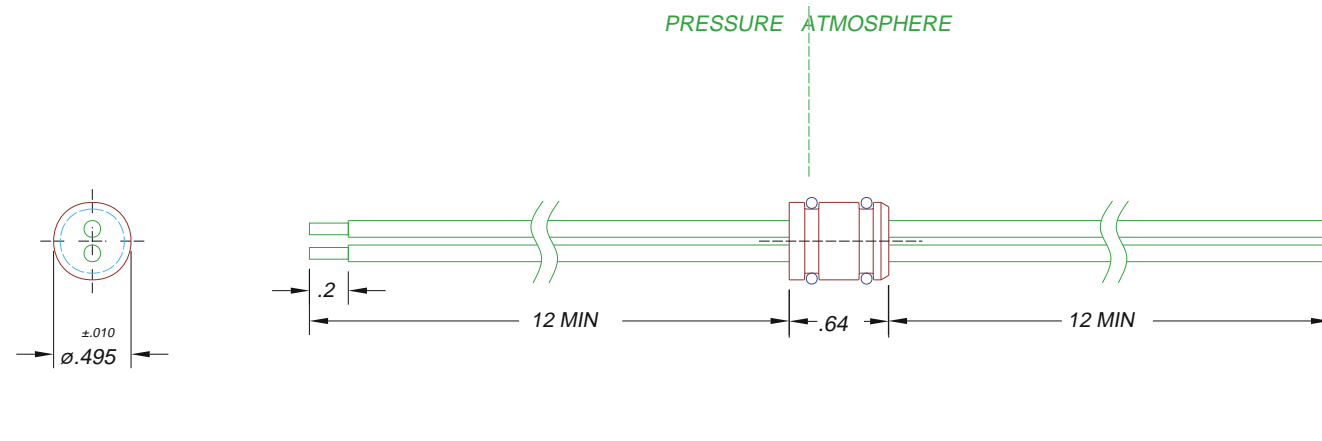 PRESSURE ATMOSPHERE
.2
12 MIN
.64
12 MIN
±.010
ø.495